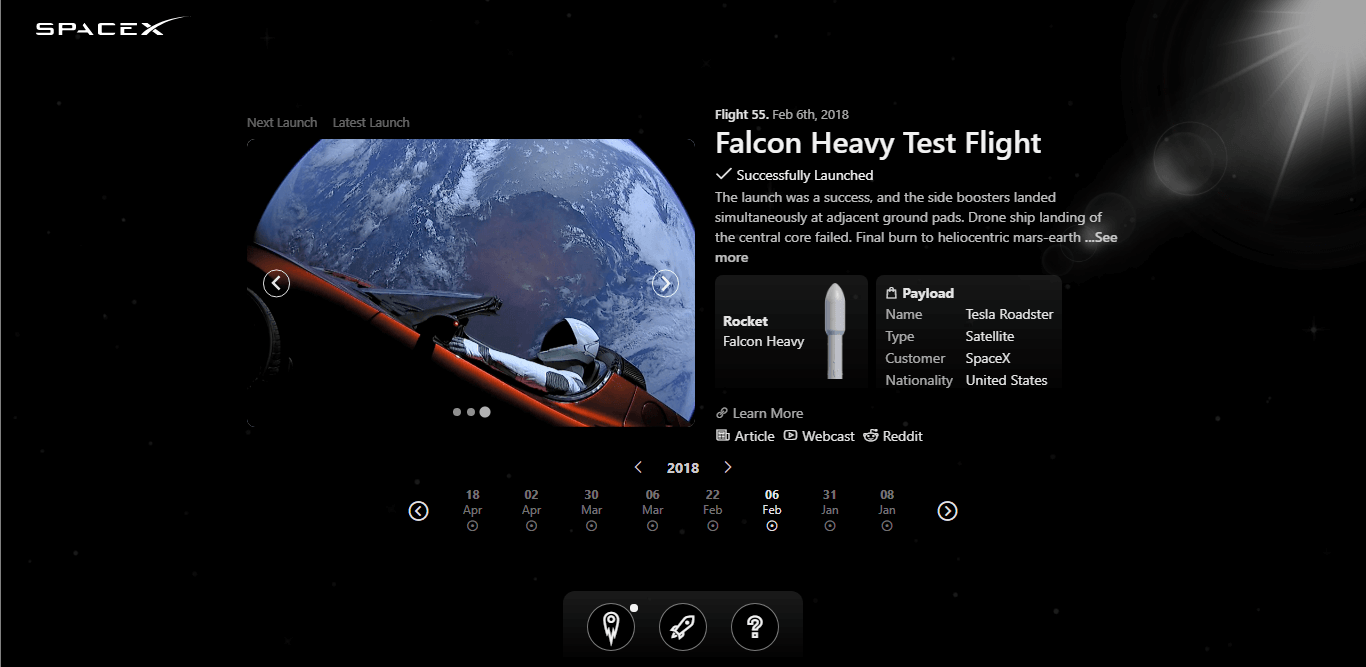 SPACEX
Next Launch Latest Launch
Flight 55. Feb 6th, 2018
Falcon Heavy Test Flight
Successfully Launched
The launch was a success, and the side boosters landed
simultaneously at adjacent ground pads. Drone ship landing of
the central core failed. Final burn to heliocentric mars-earth ...See
more
Rocket
Falcon Heavy
Payload
Name Tesla Roadster
Type Satellite
Customer SpaceX
Nationality United States
Learn More
Article Webcast Reddit
2018
18 02 30 06 22 06 31 08
Apr Apr Mar Mar Feb Feb Jan Jan